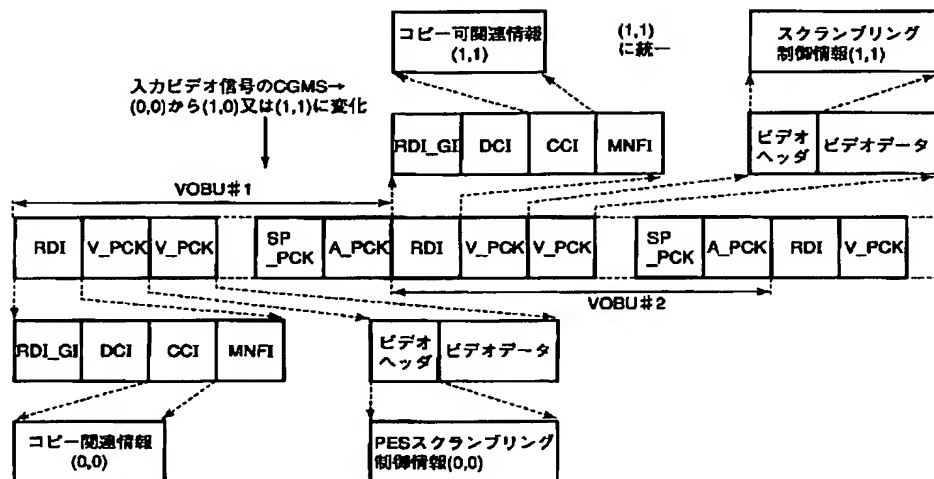 コピー可関連情報
(1,1)
(1,1)
に統一
スクランブリング
制御情報(1,1)
入力ビデオ信号のCGMS→
(0,0)から(1,0)又は(1,1)に変化
RDI_GI
DCI
CCI
MNFI
ビデオ
ヘッダ
ビデオデータ
VOBU#1
RDI
V_PCK
V_PCK
SP
_PCK
A_PCK
RDI
V_PCK
V_PCK
SP
_PCK
A_PCK
RDI
V_PCK
VOBU#2
RDI_GI
DCI
CCI
MNFI
ビデオ
ヘッダ
ビデオデータ
コピー関連情報
(0,0)
PESスクランブリング
制御情報(0,0)